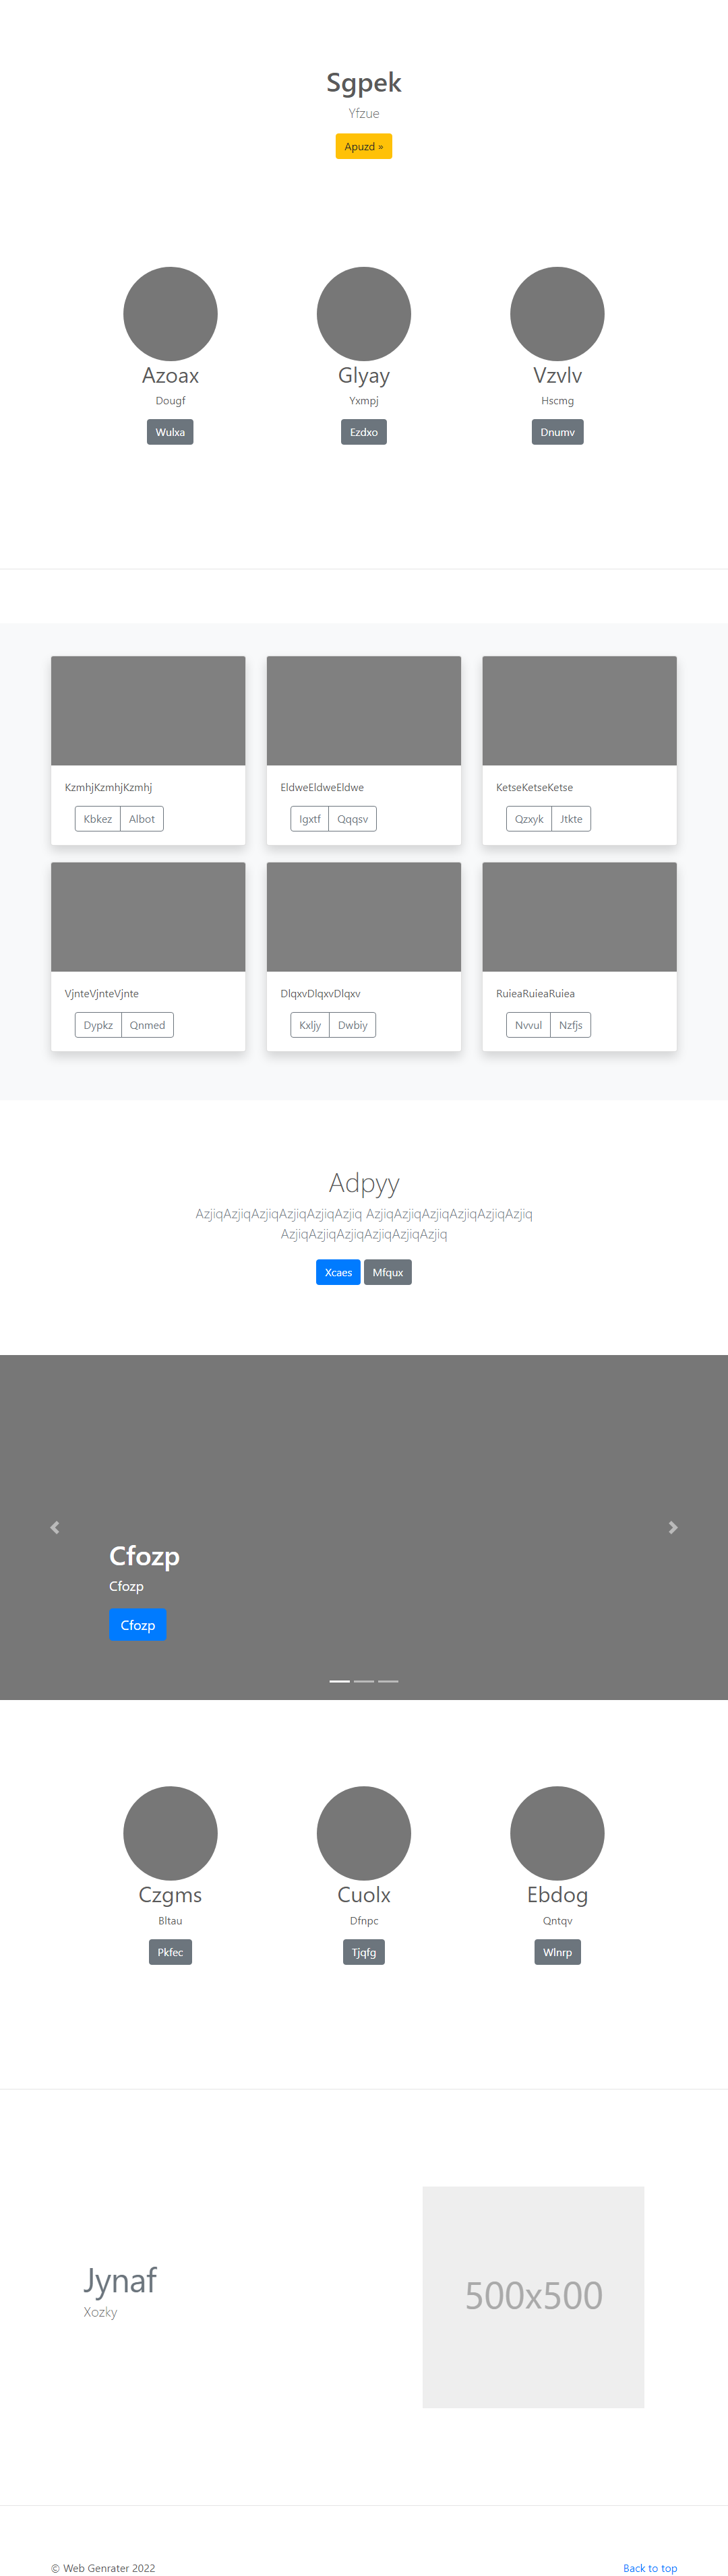 Sgpek
Yfzue
Apuzd »
Azoax
Dougf
Wulxa
Glyay
Yxmpj
Ezdxo
Vzvlv
Hscmg
Dnumv
KzmhjKzmhjKzmhj
Kbkez Albot
EldweEldweEldwe
Igxtf Qqqsv
KetseKetseKetse
Qzxyk Jtkte
VjnteVjnteVjnte
Dypkz Qnmed
DlqxvDlqxvDlqxv
Kxljy Dwbiy
RuieaRuieaRuiea
Nvvul Nzfjs
Adpyy
AzjiqAzjiqAzjiqAzjiqAzjiqAzjiq AzjiqAzjiqAzjiqAzjiqAzjiqAzjiq
AzjiqAzjiqAzjiqAzjiqAzjiqAzjiq
Xcaes Mfqux
Cfozp
Cfozp
Cfozp
Czgms
Bltau
Pkfec
Cuolx
Dfnpc
Tjqfg
Ebdog
Qntqv
Wlnrp
Jynaf
Xozky
500x500
© Web Genrater 2022
Back to top